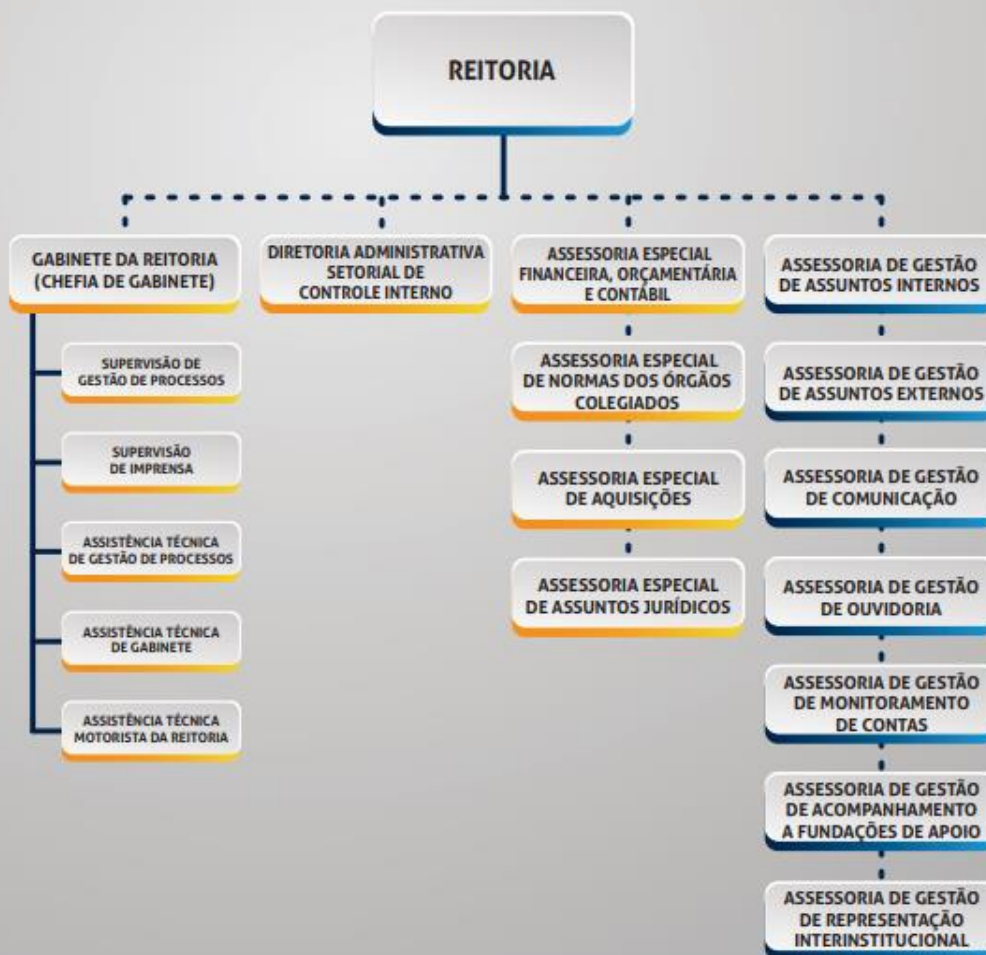 REITORIA
GABINETE DA REITORIA
(CHEFIA DE GABINETE)
SUPERVISÃO DE
GESTÃO DE PROCESSOS
SUPERVISÃO
DE IMPRENSA
ASSISTÊNCIA TÉCNICA
DE GESTÃO DE PROCESSOS
ASSISTÊNCIA TÉCNICA
DE GABINETE
ASSISTÊNCIA TÉCNICA
MOTORISTA DA REITORIA
DIRETORIA ADMINISTRATIVA
SETORIAL DE
CONTROLE INTERNO
ASSESSORIA ESPECIAL
FINANCEIRA, ORÇAMENTÁRIA
E CONTÁBIL
ASSESSORIA ESPECIAL
DE NORMAS DOS ÓRGÃOS
COLEGIADOS
ASSESSORIA ESPECIAL
DE AQUISIÇÕES
ASSESSORIA ESPECIAL
DE ASSUNTOS JURÍDICOS
ASSESSORIA DE GESTÃO
DE ASSUNTOS INTERNOS
ASSESSORIA DE GESTÃO
DE ASSUNTOS EXTERNOS
ASSESSORIA DE GESTÃO
DE COMUNICAÇÃO
ASSESSORIA DE GESTÃO
DE OUVIDORIA
ASSESSORIA DE GESTÃO
DE MONITORAMENTO
DE CONTAS
ASSESSORIA DE GESTÃO
DE ACOMPANHAMENTO
A FUNDAÇÕES DE APOIO
ASSESSORIA DE GESTÃO
DE REPRESENTAÇÃO
INTERINSTITUCIONAL